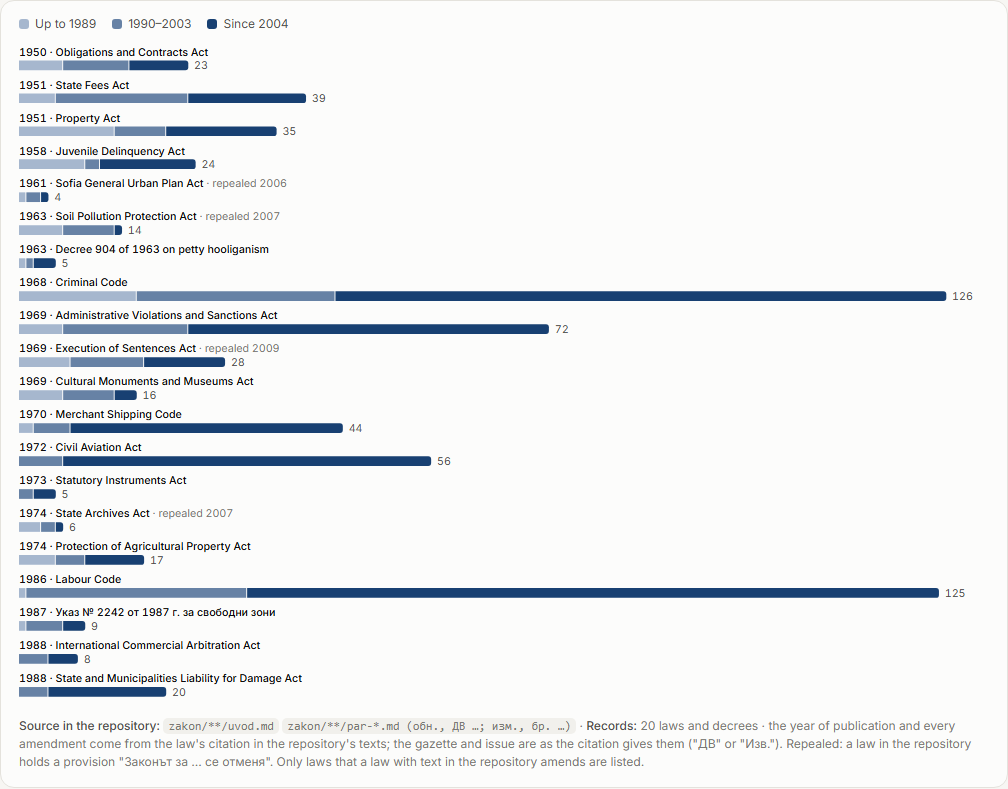 Up to 1989 1990–2003 Since 2004
1950 · Obligations and Contracts Act
23
1951 · State Fees Act
39
1951 · Property Act
35
1958 · Juvenile Delinquency Act
24
1961 · Sofia General Urban Plan Act · repealed 2006
4
1963 · Soil Pollution Protection Act · repealed 2007
14
1963 · Decree 904 of 1963 on petty hooliganism
5
1968 · Criminal Code
126
1969 · Administrative Violations and Sanctions Act
72
1969 · Execution of Sentences Act · repealed 2009
28
1969 · Cultural Monuments and Museums Act
16
1970 · Merchant Shipping Code
44
1972 · Civil Aviation Act
56
1973 · Statutory Instruments Act
5
1974 · State Archives Act · repealed 2007
6
1974 · Protection of Agricultural Property Act
17
1986 · Labour Code
125
1987 · Указ № 2242 от 1987 г. за свободни зони
9
1988 · International Commercial Arbitration Act
8
1988 · State and Municipalities Liability for Damage Act
20
Source in the repository: zakon/**/uvod.md zakon/**/par-*.md (обн., ДВ …; изм., бр. …) · Records: 20 laws and decrees · the year of publication and every
amendment come from the law's citation in the repository's texts; the gazette and issue are as the citation gives them ("ДВ" or "Изв."). Repealed: a law in the repository
holds a provision "Законът за … се отменя". Only laws that a law with text in the repository amends are listed.